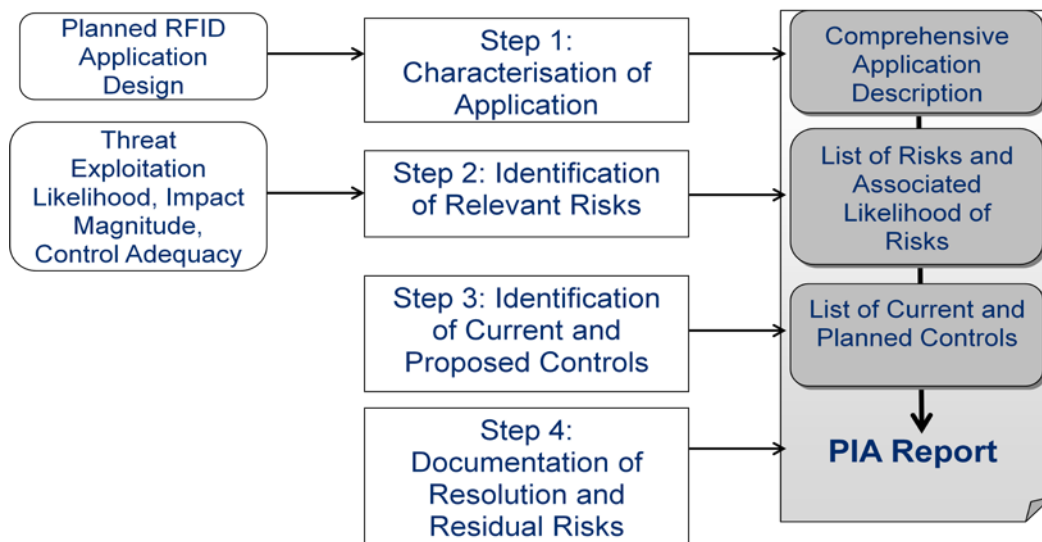 Planned RFID
Application
Design
Step 1:
Characterisation of
Application
Comprehensive
Application
Description
Threat
Exploitation
Likelihood, Impact
Magnitude,
Control Adequacy
Step 2: Identification
of Relevant Risks
List of Risks and
Associated
Likelihood of
Risks
Step 3: Identification
of Current and
Proposed Controls
List of Current and
Planned Controls
Step 4:
Documentation of
Resolution and
Residual Risks
PIA Report